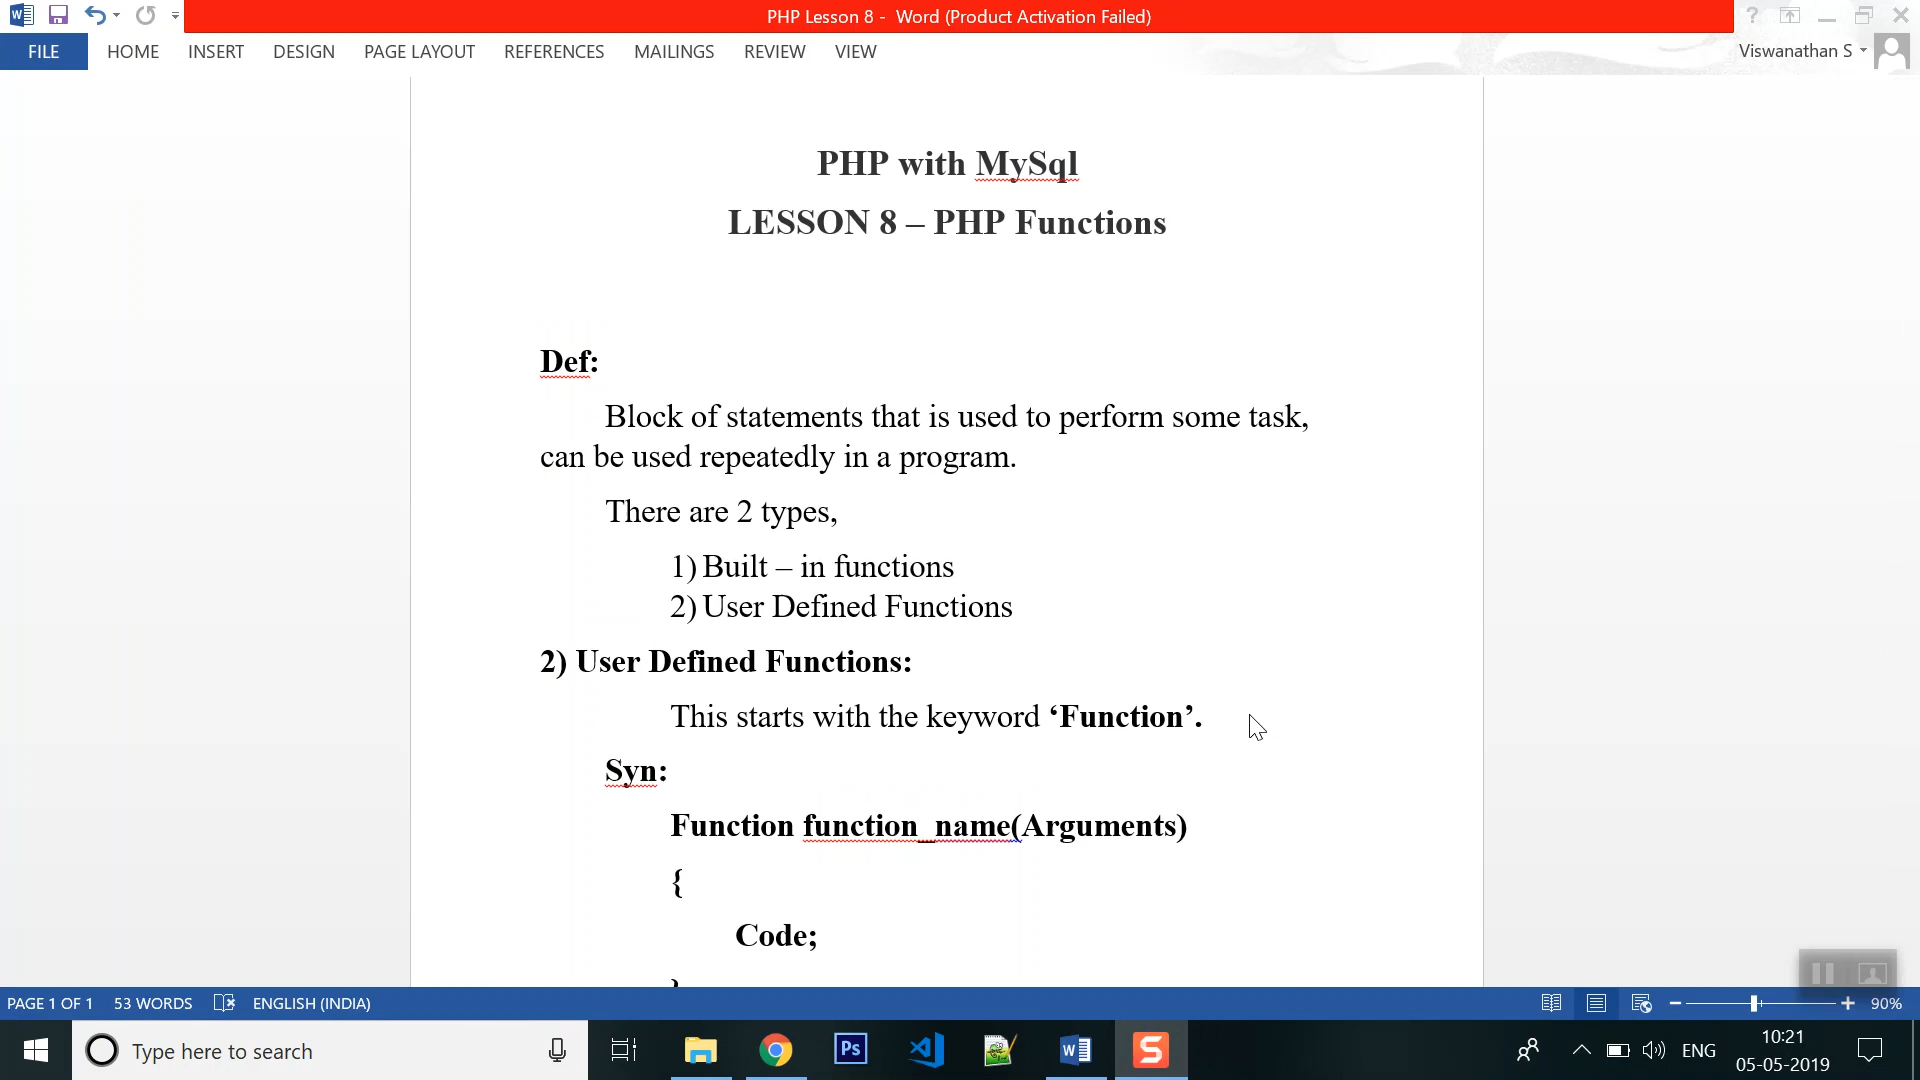 PHP Lesson 8 - Word (Product Activation Failed)
FILE HOME INSERT DESIGN PAGE LAYOUT REFERENCES MAILINGS REVIEW VIEW
Viswanathan S
PHP with MySql
LESSON 8 – PHP Functions
Def:
Block of statements that is used to perform some task,
can be used repeatedly in a program.
There are 2 types,
1) Built – in functions
2) User Defined Functions
2) User Defined Functions:
This starts with the keyword ‘Function’.
Syn:
Function function_name(Arguments)
{
Code;
}
PAGE 1 OF 1 53 WORDS ENGLISH (INDIA) 90%
Type here to search
Ps
ENG
10:21
05-05-2019